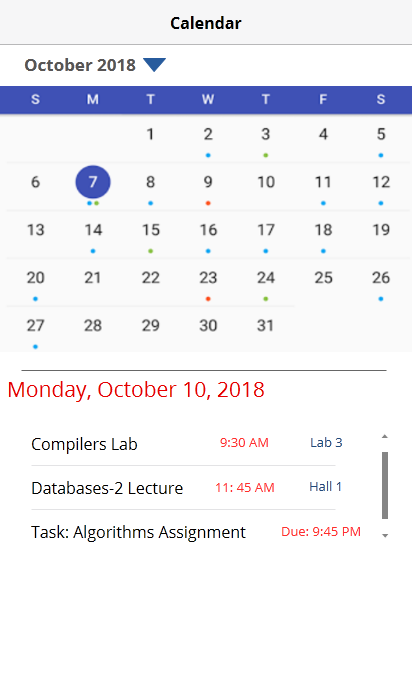 Calendar
October 2018
S M T W T F S
1 2 3 4 5
6 7 8 9 10 11 12
13 14 15 16 17 18 19
20 21 22 23 24 25 26
27 28 29 30 31
Monday, October 10, 2018
Compilers Lab 9:30 AM Lab 3
Databases-2 Lecture 11: 45 AM Hall 1
Task: Algorithms Assignment Due: 9:45 PM